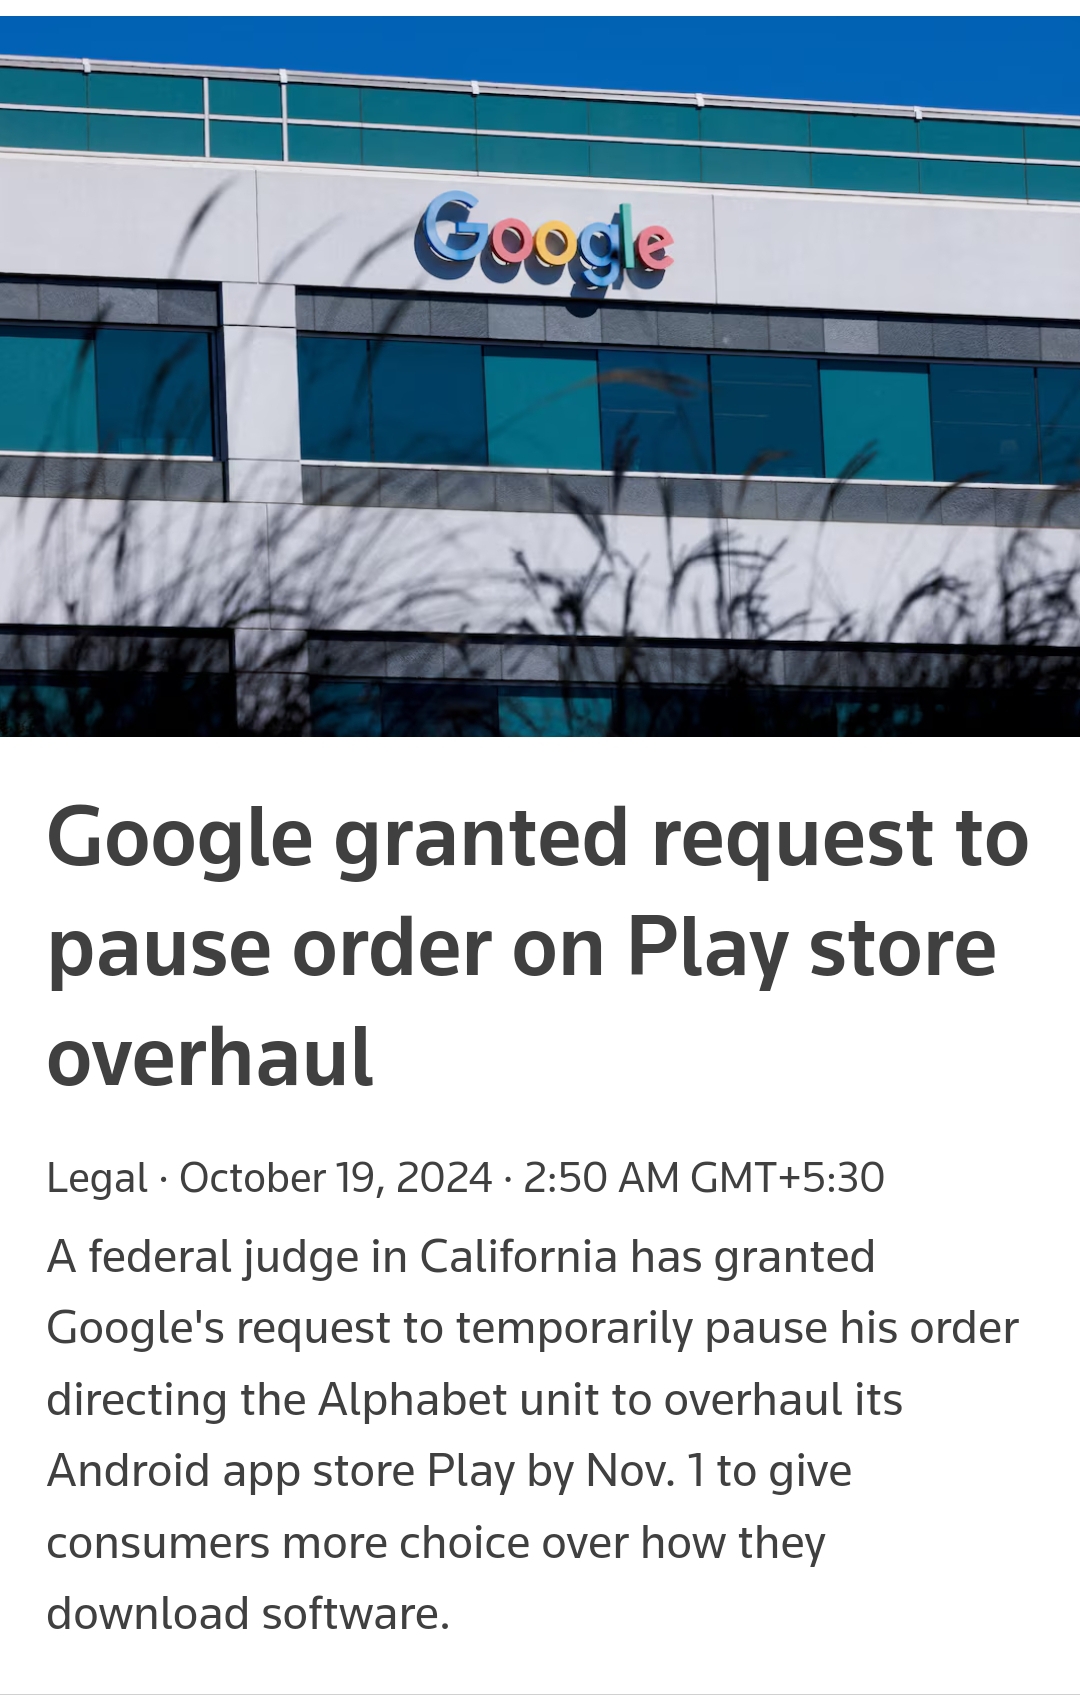 Google
Google granted request to
pause order on Play store
overhaul
Legal · October 19, 2024 · 2:50 AM GMT+5:30
A federal judge in California has granted
Google's request to temporarily pause his order
directing the Alphabet unit to overhaul its
Android app store Play by Nov. 1 to give
consumers more choice over how they
download software.